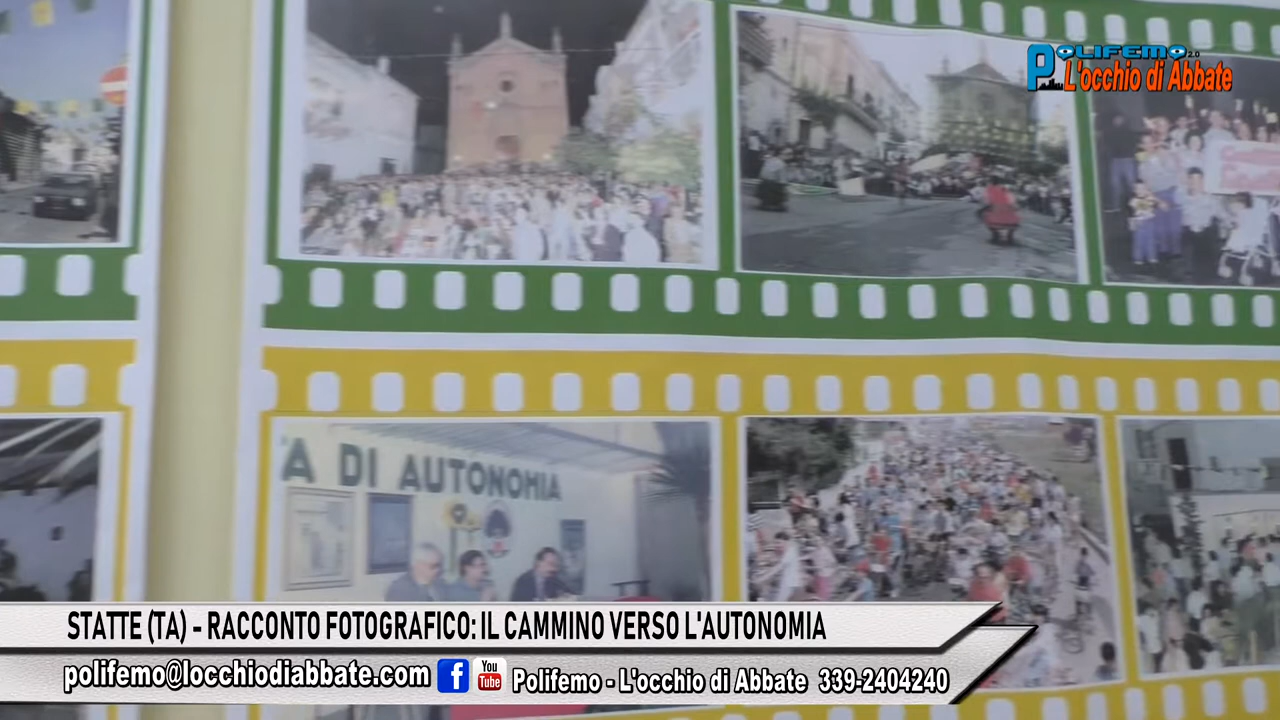 POLIFEMO 2.0
L'occhio di Abbate
'A DI AUTONOMIA
STATTE (TA) - RACCONTO FOTOGRAFICO: IL CAMMINO VERSO L'AUTONOMIA
polifemo@locchiodiabbate.com f You Tube Polifemo - L'occhio di Abbate 339-2404240